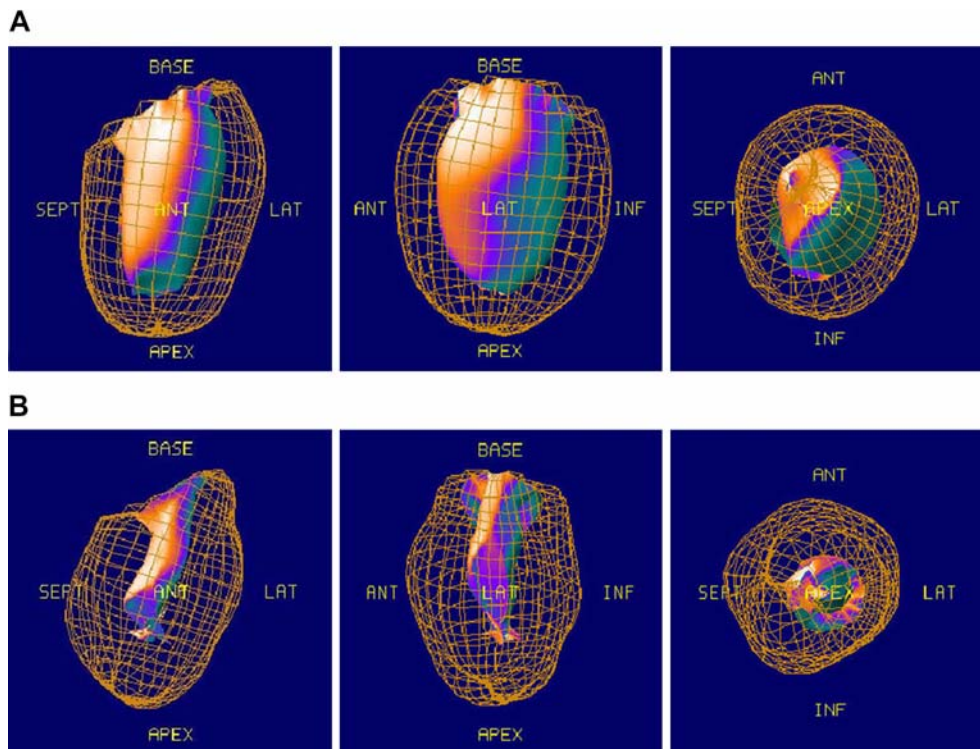 A
BASE
SEPT ANT LAT
APEX
BASE
ANT LAT INF
APEX
ANT
SEPT APEX LAT
INF
B
BASE
SEPT ANT LAT
APEX
BASE
ANT LAT INF
APEX
ANT
SEPT APEX LAT
INF